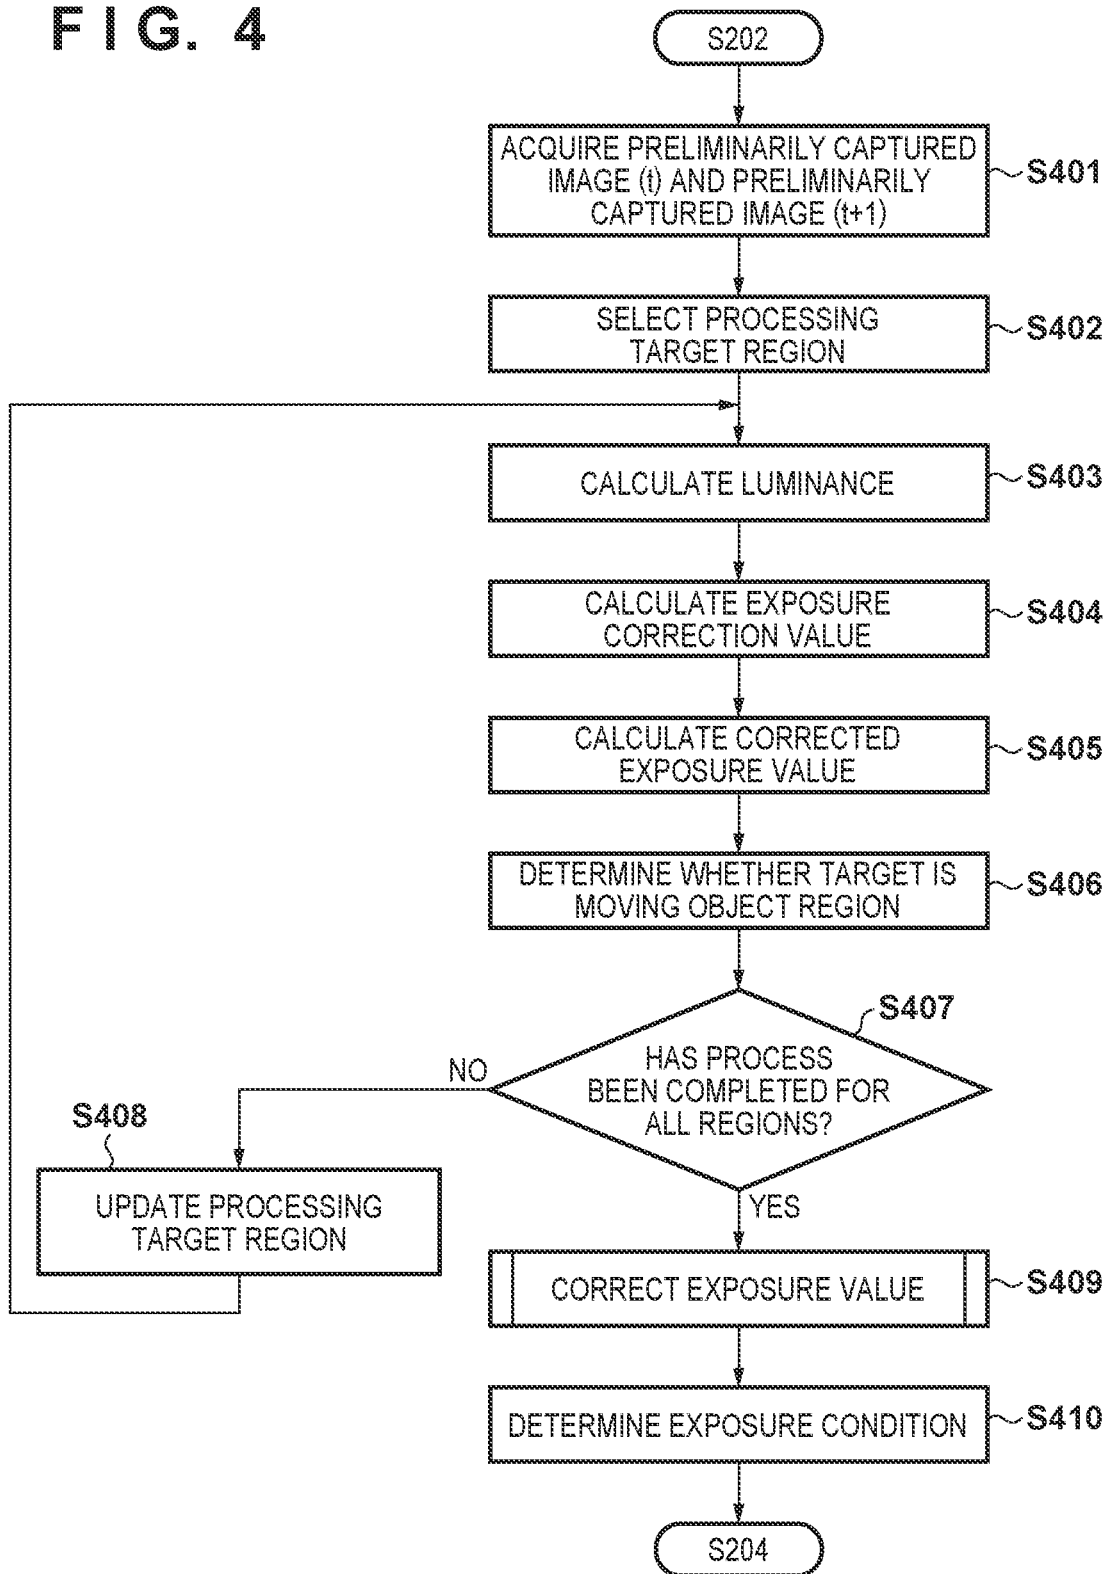 FIG. 4
S202
ACQUIRE PRELIMINARILY CAPTURED
IMAGE (t) AND PRELIMINARILY
CAPTURED IMAGE (t+1)
S401
SELECT PROCESSING
TARGET REGION
S402
CALCULATE LUMINANCE
S403
CALCULATE EXPOSURE
CORRECTION VALUE
S404
CALCULATE CORRECTED
EXPOSURE VALUE
S405
DETERMINE WHETHER TARGET IS
MOVING OBJECT REGION
S406
S407
HAS PROCESS
BEEN COMPLETED FOR
ALL REGIONS?
NO
S408
UPDATE PROCESSING
TARGET REGION
YES
CORRECT EXPOSURE VALUE
S409
DETERMINE EXPOSURE CONDITION
S410
S204